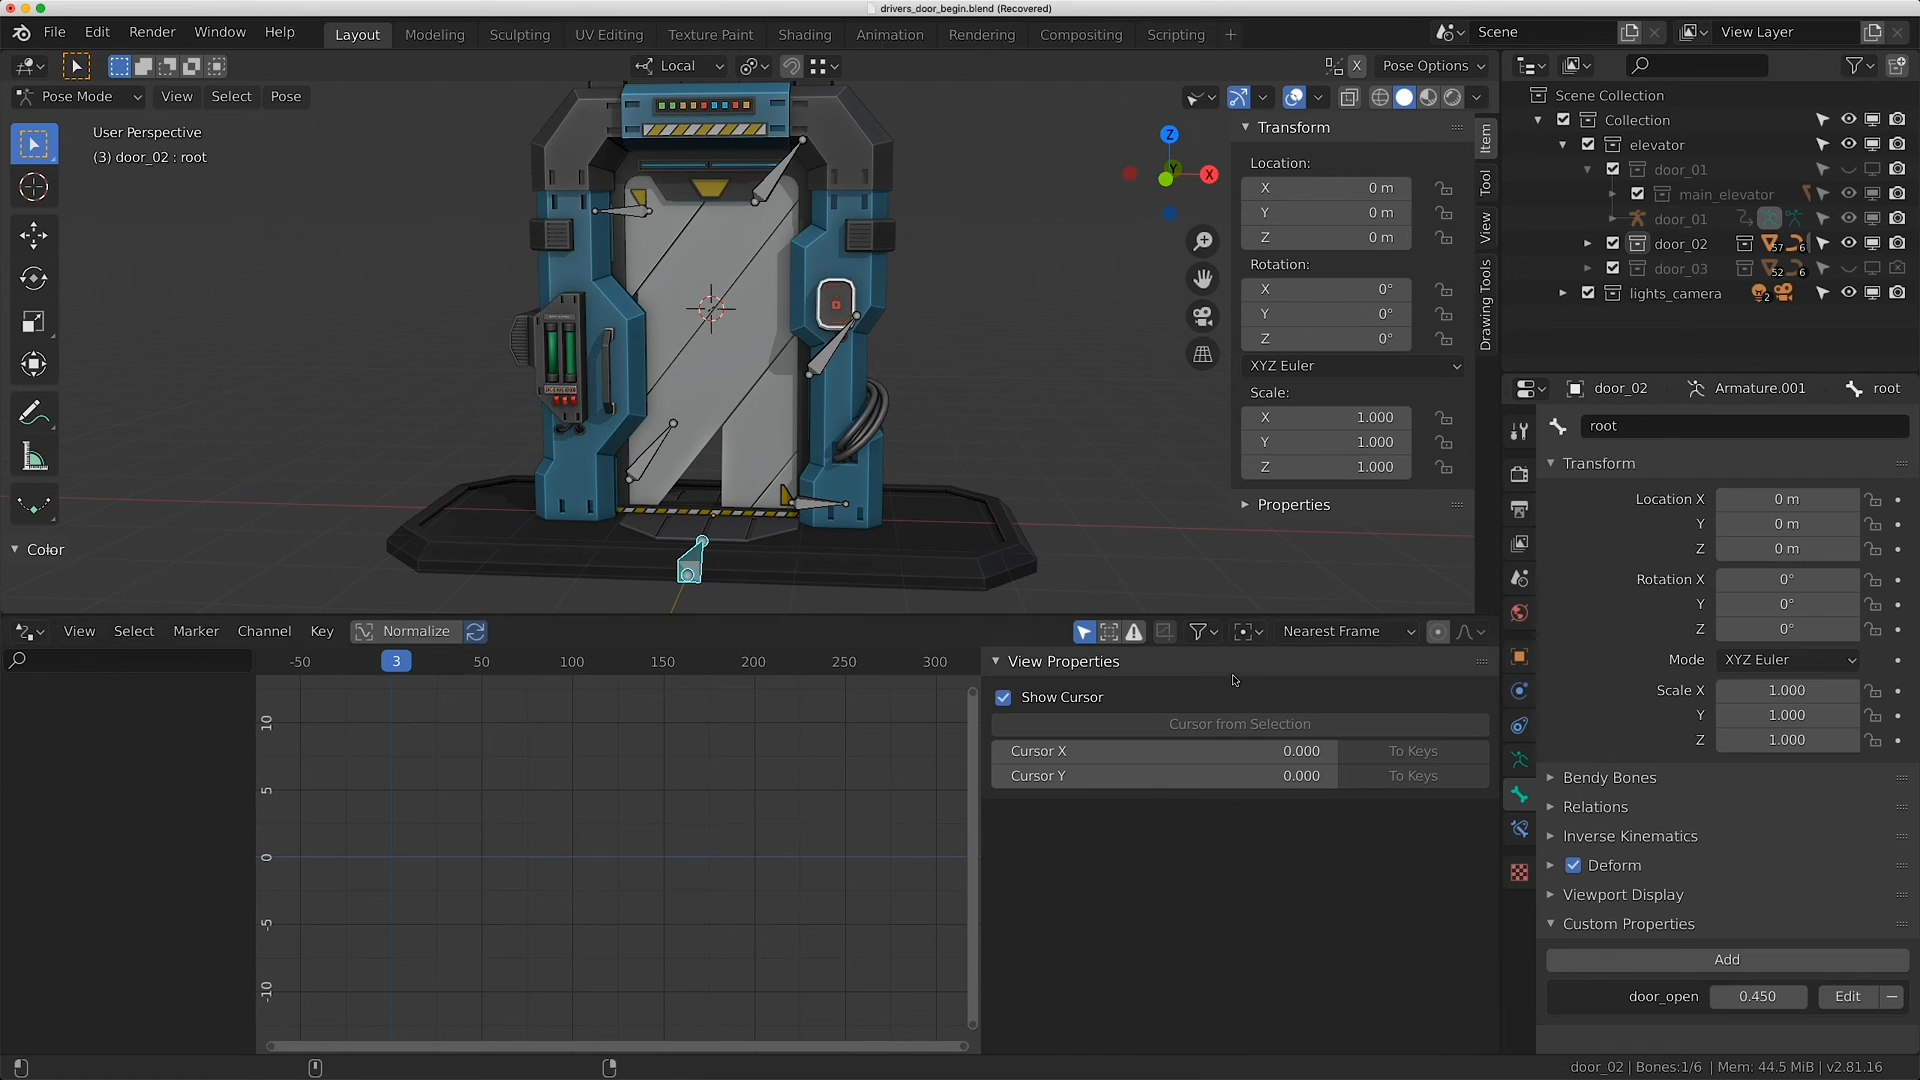 drivers_door_begin.blend (Recovered)
File Edit Render Window Help Layout Modeling Sculpting UV Editing Texture Paint Shading Animation Rendering Compositing Scripting + Scene View Layer
Local X Pose Options
Pose Mode View Select Pose
User Perspective
(3) door_02 : root
Color
Z
X
Y
Transform
Location:
X 0 m
Y 0 m
Z 0 m
Rotation:
X 0°
Y 0°
Z 0°
XYZ Euler
Scale:
X 1.000
Y 1.000
Z 1.000
Properties
Item
Tool
View
Drawing Tools
Scene Collection
Collection
elevator
door_01
main_elevator
door_01
door_02 57 6
door_03 52 6
lights_camera 2
door_02 Armature.001 root
root
Transform
Location X 0 m
Y 0 m
Z 0 m
Rotation X 0°
Y 0°
Z 0°
Mode XYZ Euler
Scale X 1.000
Y 1.000
Z 1.000
Bendy Bones
Relations
Inverse Kinematics
Deform
Viewport Display
Custom Properties
Add
door_open 0.450 Edit
View Select Marker Channel Key Normalize Nearest Frame
-50 3 50 100 150 200 250 300
10
5
0
-5
-10
View Properties
Show Cursor
Cursor from Selection
Cursor X 0.000 To Keys
Cursor Y 0.000 To Keys
door_02 | Bones:1/6 | Mem: 44.5 MiB | v2.81.16